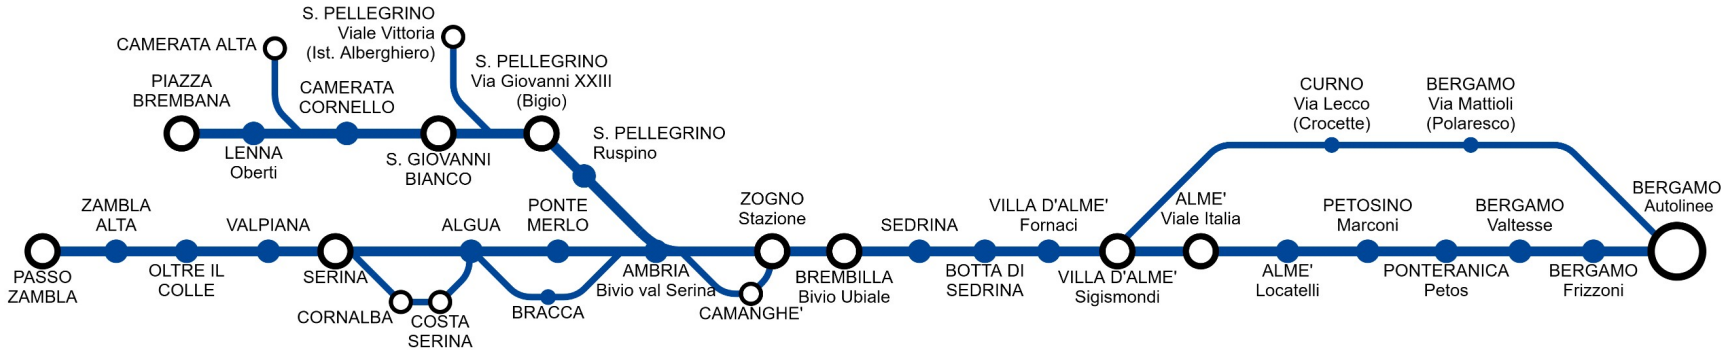 S. PELLEGRINO
Viale Vittoria
(Ist. Alberghiero)
CAMERATA ALTA
S. PELLEGRINO
Via Giovanni XXIII
(Bigio)
PIAZZA
BREMBANA
CAMERATA
CORNELLO
LENNA
Oberti
S. GIOVANNI
BIANCO
S. PELLEGRINO
Ruspino
CURNO
Via Lecco
(Crocette)
BERGAMO
Via Mattioli
(Polaresco)
ZAMBLA
ALTA
VALPIANA
ALGUA
PONTE
MERLO
ZOGNO
Stazione
SEDRINA
VILLA D'ALME'
Fornaci
ALME'
Viale Italia
PETOSINO
Marconi
BERGAMO
Valtesse
BERGAMO
Autolinee
PASSO
ZAMBLA
OLTRE IL
COLLE
SERINA
CORNALBA
COSTA
SERINA
BRACCA
AMBRIA
Bivio val Serina
CAMANGHE'
BREMBILLA
Bivio Ubiale
BOTTA DI
SEDRINA
VILLA D'ALME'
Sigismondi
ALME'
Locatelli
PONTERANICA
Petos
BERGAMO
Frizzoni